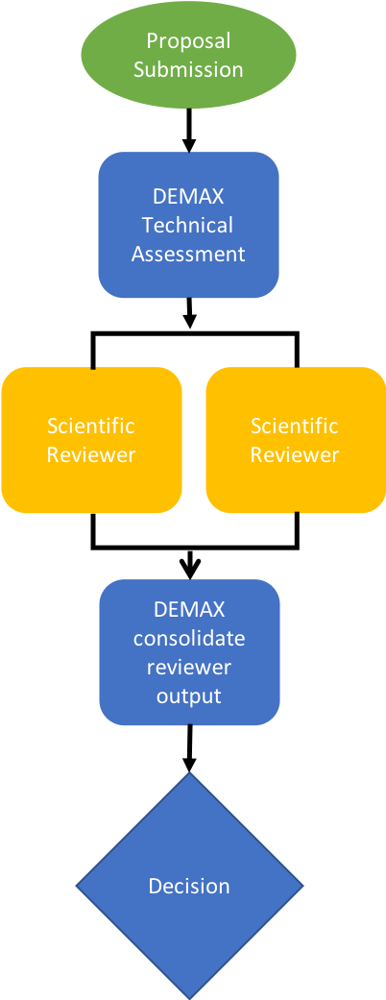 Proposal
Submission
DEMAX
Technical
Assessment
Scientific
Reviewer
Scientific
Reviewer
DEMAX
consolidate
reviewer
output
Decision